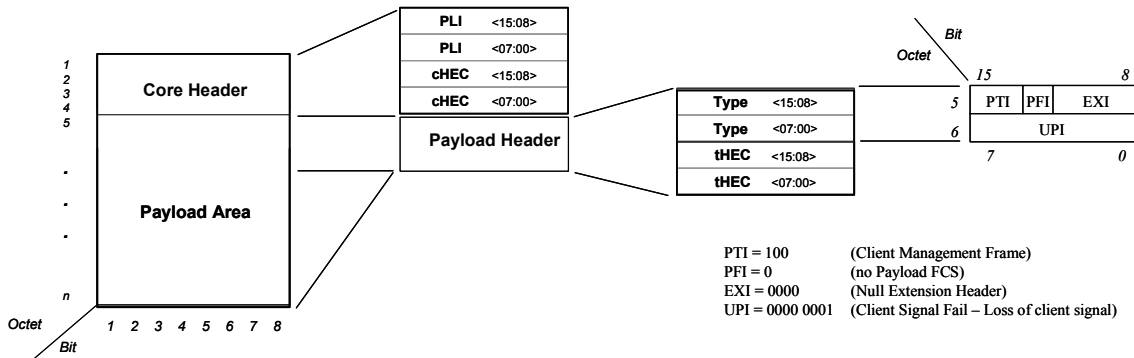 PLI <15:08>
PLI <07:00>
cHEC <15:08>
cHEC <07:00>
Payload Header
1
2
3
4
5
.
.
.
n
Core Header
Payload Area
Octet
Bit
1 2 3 4 5 6 7 8
Type <15:08>
Type <07:00>
tHEC <15:08>
tHEC <07:00>
Bit
Octet
15 8
5 PTI PFI EXI
6 UPI
7 0
PTI = 100 (Client Management Frame)
PFI = 0 (no Payload FCS)
EXI = 0000 (Null Extension Header)
UPI = 0000 0001 (Client Signal Fail – Loss of client signal)